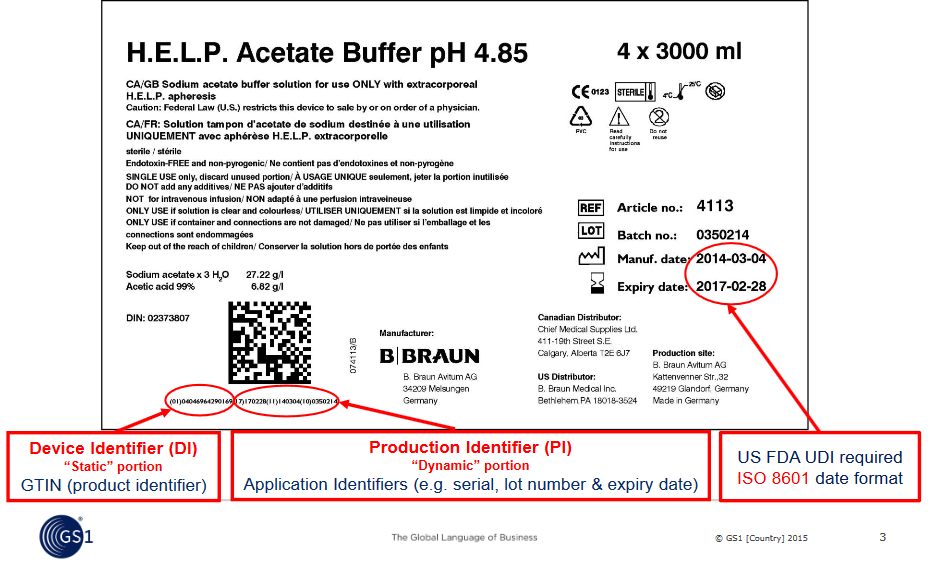 H.E.L.P. Acetate Buffer pH 4.85
4 x 3000 ml
CA/GB Sodium acetate buffer solution for use ONLY with extracorporeal
H.E.L.P. apheresis
Caution: Federal Law (U.S.) restricts this device to sale by or on order of a physician.
CA/FR: Solution tampon d'acetate de sodium destinée à une utilisation
UNIQUEMENT avec aphérèse H.E.L.P. extracorporelle
sterile / stérile
Endotoxin-FREE and non-pyrogenic/ Ne contient pas d'endotoxines et non-pyrogène
SINGLE USE only, discard unused portion/ À USAGE UNIQUE seulement, jeter la portion inutilisée
DO NOT add any additives/ NE PAS ajouter d'additifs
NOT for intravenous infusion/ NON adapté à une perfusion intraveineuse
ONLY USE if solution is clear and colourless/ UTILISER UNIQUEMENT si la solution est limpide et incoloré
ONLY USE if container and connections are not damaged/ Ne pas utiliser si l'emballage et les
connections sont endommagées
Keep out of the reach of children/ Conserver la solution hors de portée des enfants
CE 0123
STERILE
4°C
25°C
PVC
Read
carefully
instructions
for use
Do not
reuse
REF Article no.: 4113
LOT Batch no.: 0350214
Manuf. date: 2014-03-04
Expiry date: 2017-02-28
Sodium acetate x 3 H2O 27.22 g/l
Acetic acid 99% 6.82 g/l
DIN: 02373807
074113/B
Manufacturer:
B|BRAUN
B. Braun Avitum AG
34209 Melsungen
Germany
Canadian Distributor:
Chief Medical Supplies Ltd.
411-19th Street S.E.
Calgary, Alberta T2E 6J7
US Distributor:
B. Braun Medical Inc.
Bethlehem.PA 18018-3524
Production site:
B. Braun Avitum AG
Kattenvenner Str.,32
49219 Glandorf. Germany
Made in Germany
(01)04046964290169(17)170228(11)140304(10)0350214
Device Identifier (DI)
"Static" portion
GTIN (product identifier)
Production Identifier (PI)
"Dynamic" portion
Application Identifiers (e.g. serial, lot number & expiry date)
US FDA UDI required
ISO 8601 date format
GS1
The Global Language of Business
© GS1 [Country] 2015
3